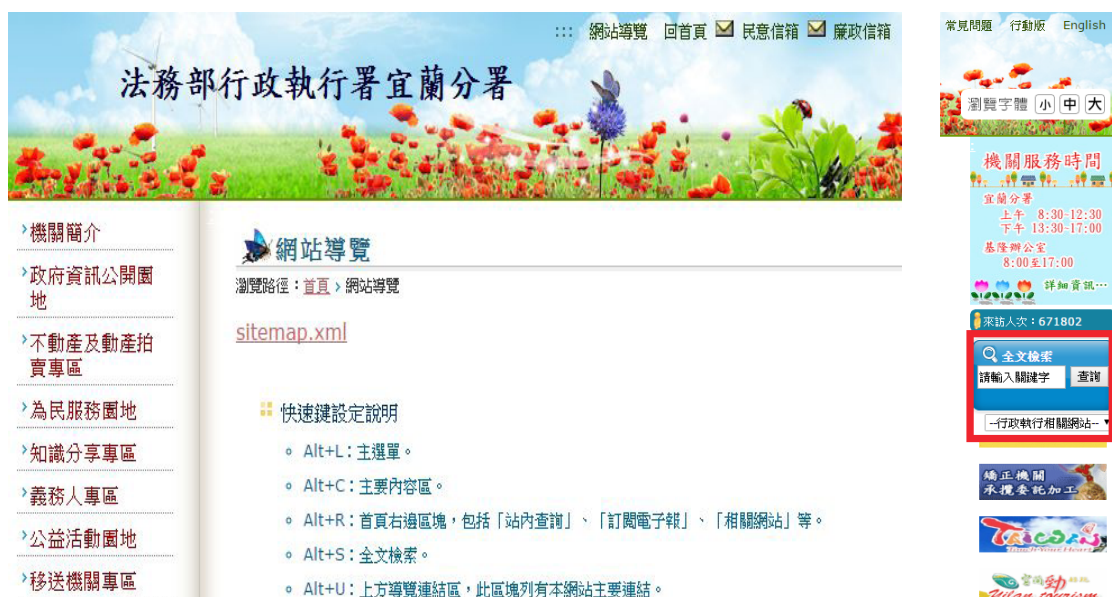 ::: 網站導覽 回首頁 民意信箱 廉政信箱
常見問題 行動版 English
法務部行政執行署宜蘭分署
瀏覽字體 小 中 大
機關服務時間
宜蘭分署
上午 8:30-12:30
下午 13:30-17:00
基隆辦公室
8:00至17:00
詳細資訊…
來訪人次：671802
全文檢索
請輸入關鍵字 查詢
--行政執行相關網站--
矯正機關
承攬委託加工
›機關簡介
›政府資訊公開園
地
›不動產及動產拍
賣專區
›為民服務園地
›知識分享專區
›義務人專區
›公益活動園地
›移送機關專區
網站導覽
瀏覽路徑：首頁 › 網站導覽
sitemap.xml
快速鍵設定說明
Alt+L：主選單。
Alt+C：主要內容區。
Alt+R：首頁右邊區塊，包括「站內查詢」、「訂閱電子報」、「相關網站」等。
Alt+S：全文檢索。
Alt+U：上方導覽連結區，此區塊列有本網站主要連結。